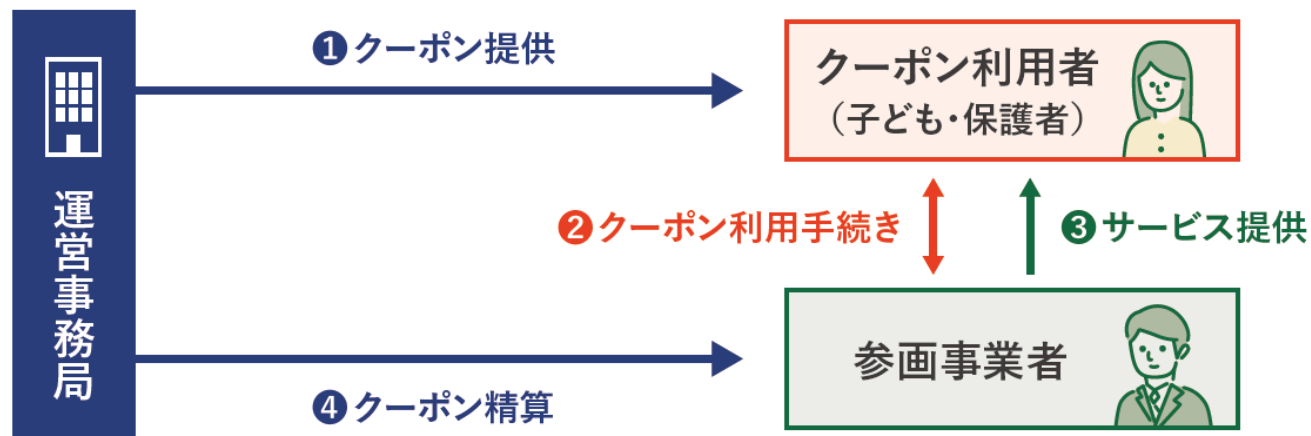 ❶クーポン提供
クーポン利用者
（子ども・保護者）
運営事務局
❷クーポン利用手続き
❸サービス提供
参画事業者
❹クーポン精算